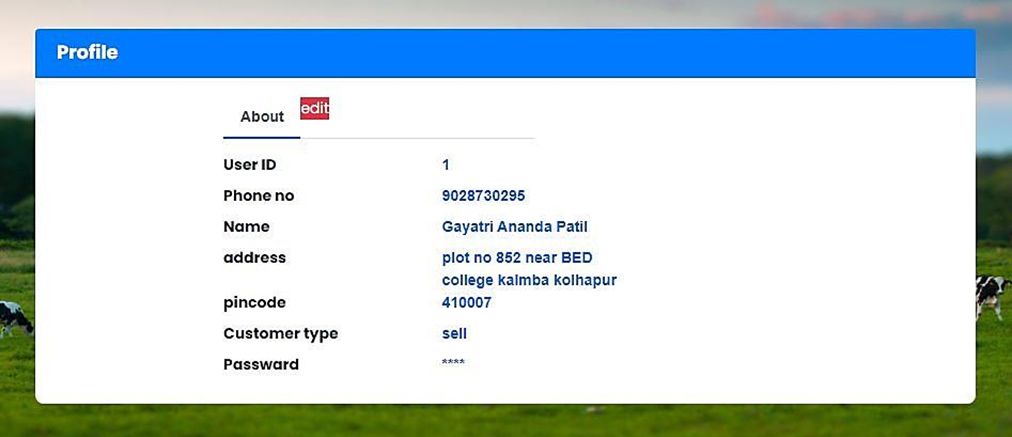 Profile
About edit
User ID 1
Phone no 9028730295
Name Gayatri Ananda Patil
address plot no 852 near BED
college kalmba kolhapur
pincode 410007
Customer type sell
Passward ****